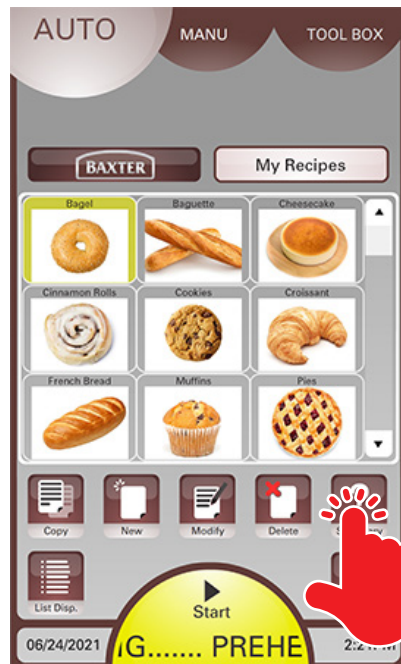 AUTO MANU TOOL BOX
BAXTER My Recipes
Bagel Baguette Cheesecake
Cinnamon Rolls Cookies Croissant
French Bread Muffins Pies
Copy New Modify Delete
List Disp.
Start
06/24/2021 G....... PREHE